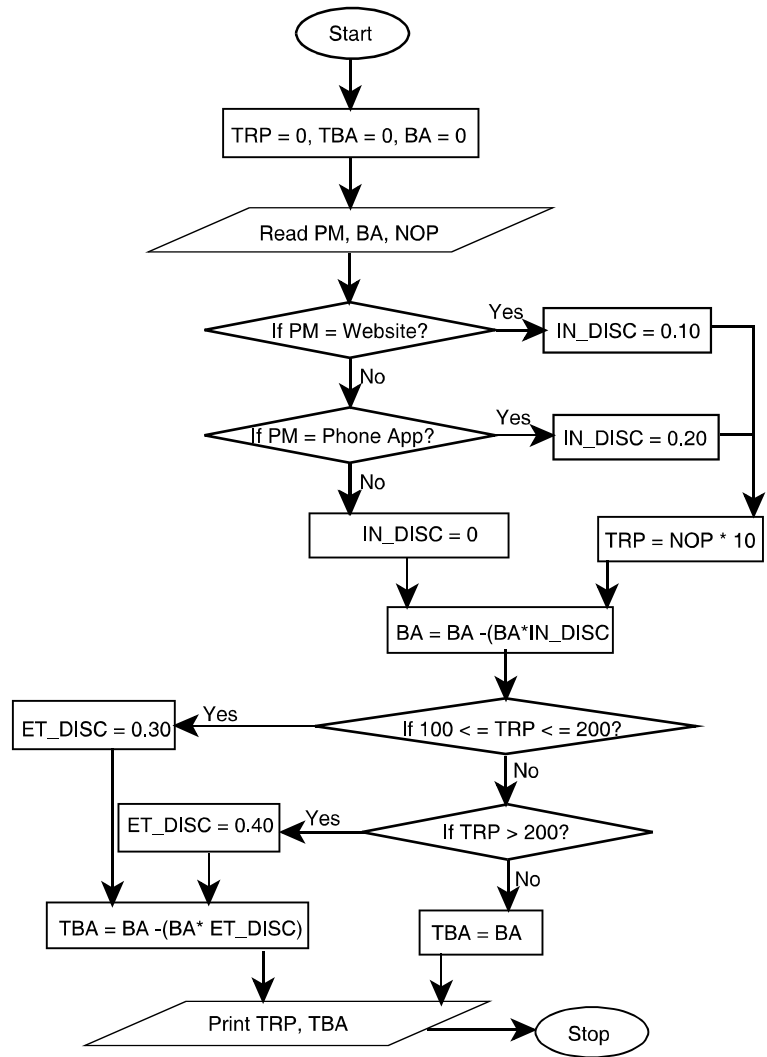 Start
TRP = 0, TBA = 0, BA = 0
Read PM, BA, NOP
If PM = Website?
Yes
IN_DISC = 0.10
No
If PM = Phone App?
Yes
IN_DISC = 0.20
No
IN_DISC = 0
TRP = NOP * 10
BA = BA -(BA*IN_DISC
If 100 < = TRP < = 200?
Yes
ET_DISC = 0.30
No
If TRP > 200?
Yes
ET_DISC = 0.40
No
TBA = BA -(BA* ET_DISC)
TBA = BA
Print TRP, TBA
Stop